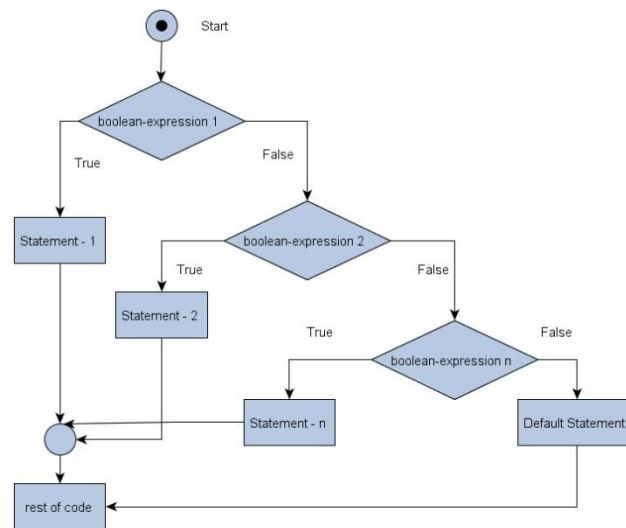 Start
boolean-expression 1
True
False
Statement - 1
boolean-expression 2
True
False
Statement - 2
True
False
boolean-expression n
Statement - n
Default Statement
rest of code